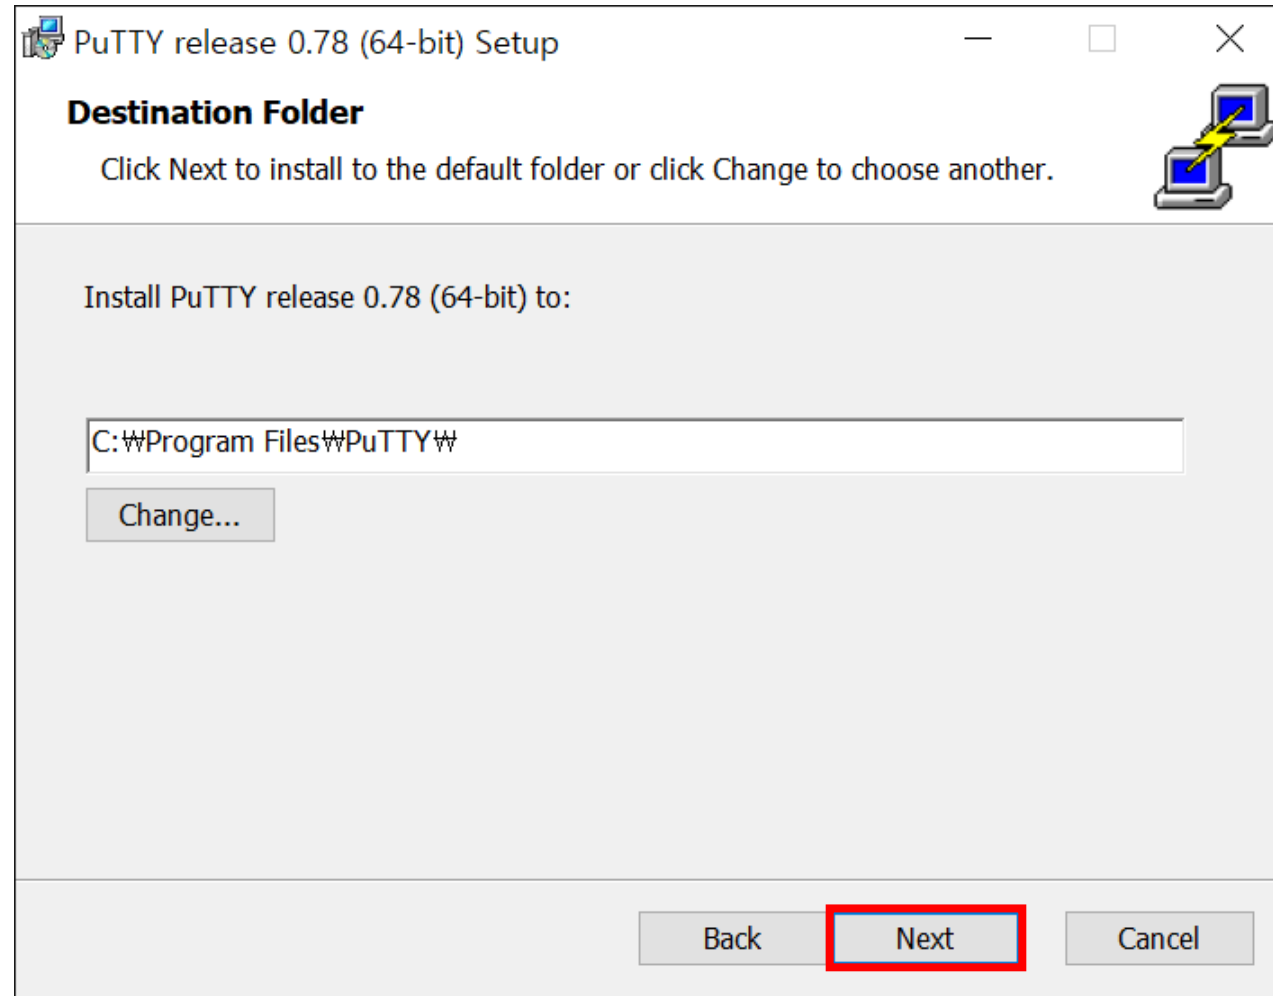 PuTTY release 0.78 (64-bit) Setup
Destination Folder
Click Next to install to the default folder or click Change to choose another.
Install PuTTY release 0.78 (64-bit) to:
C:₩Program Files₩PuTTY₩
Change...
Back Next Cancel